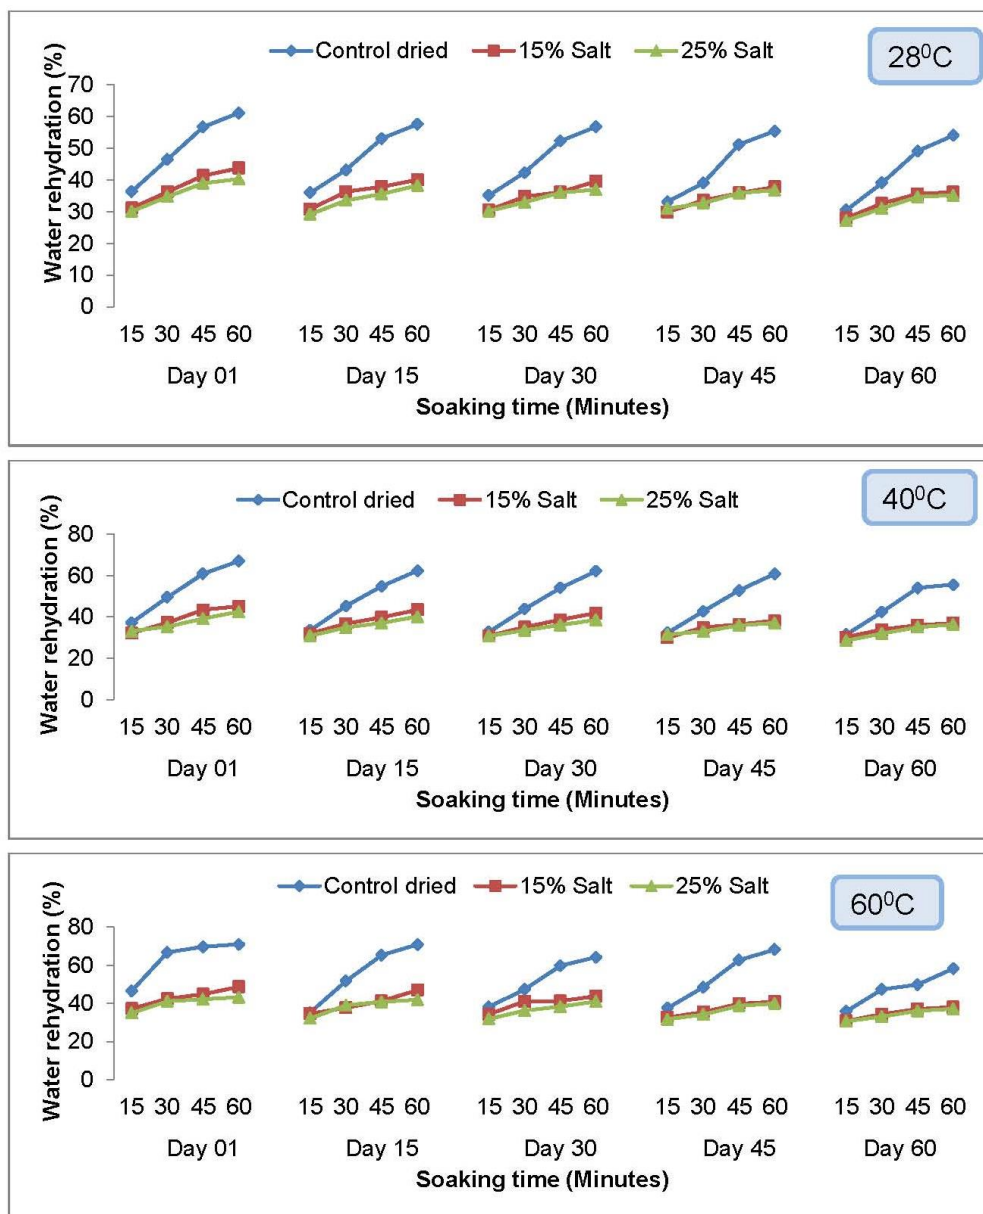 Control dried 15% Salt 25% Salt
28⁰C
Water rehydration (%)
70
60
50
40
30
20
10
0
15 30 45 60 15 30 45 60 15 30 45 60 15 30 45 60 15 30 45 60
Day 01 Day 15 Day 30 Day 45 Day 60
Soaking time (Minutes)
Control dried 15% Salt 25% Salt
40⁰C
Water rehydration (%)
80
60
40
20
0
15 30 45 60 15 30 45 60 15 30 45 60 15 30 45 60 15 30 45 60
Day 01 Day 15 Day 30 Day 45 Day 60
Soaking time (Minutes)
Control dried 15% Salt 25% Salt
60⁰C
Water rehydration (%)
80
60
40
20
0
15 30 45 60 15 30 45 60 15 30 45 60 15 30 45 60 15 30 45 60
Day 01 Day 15 Day 30 Day 45 Day 60
Soaking time (Minutes)